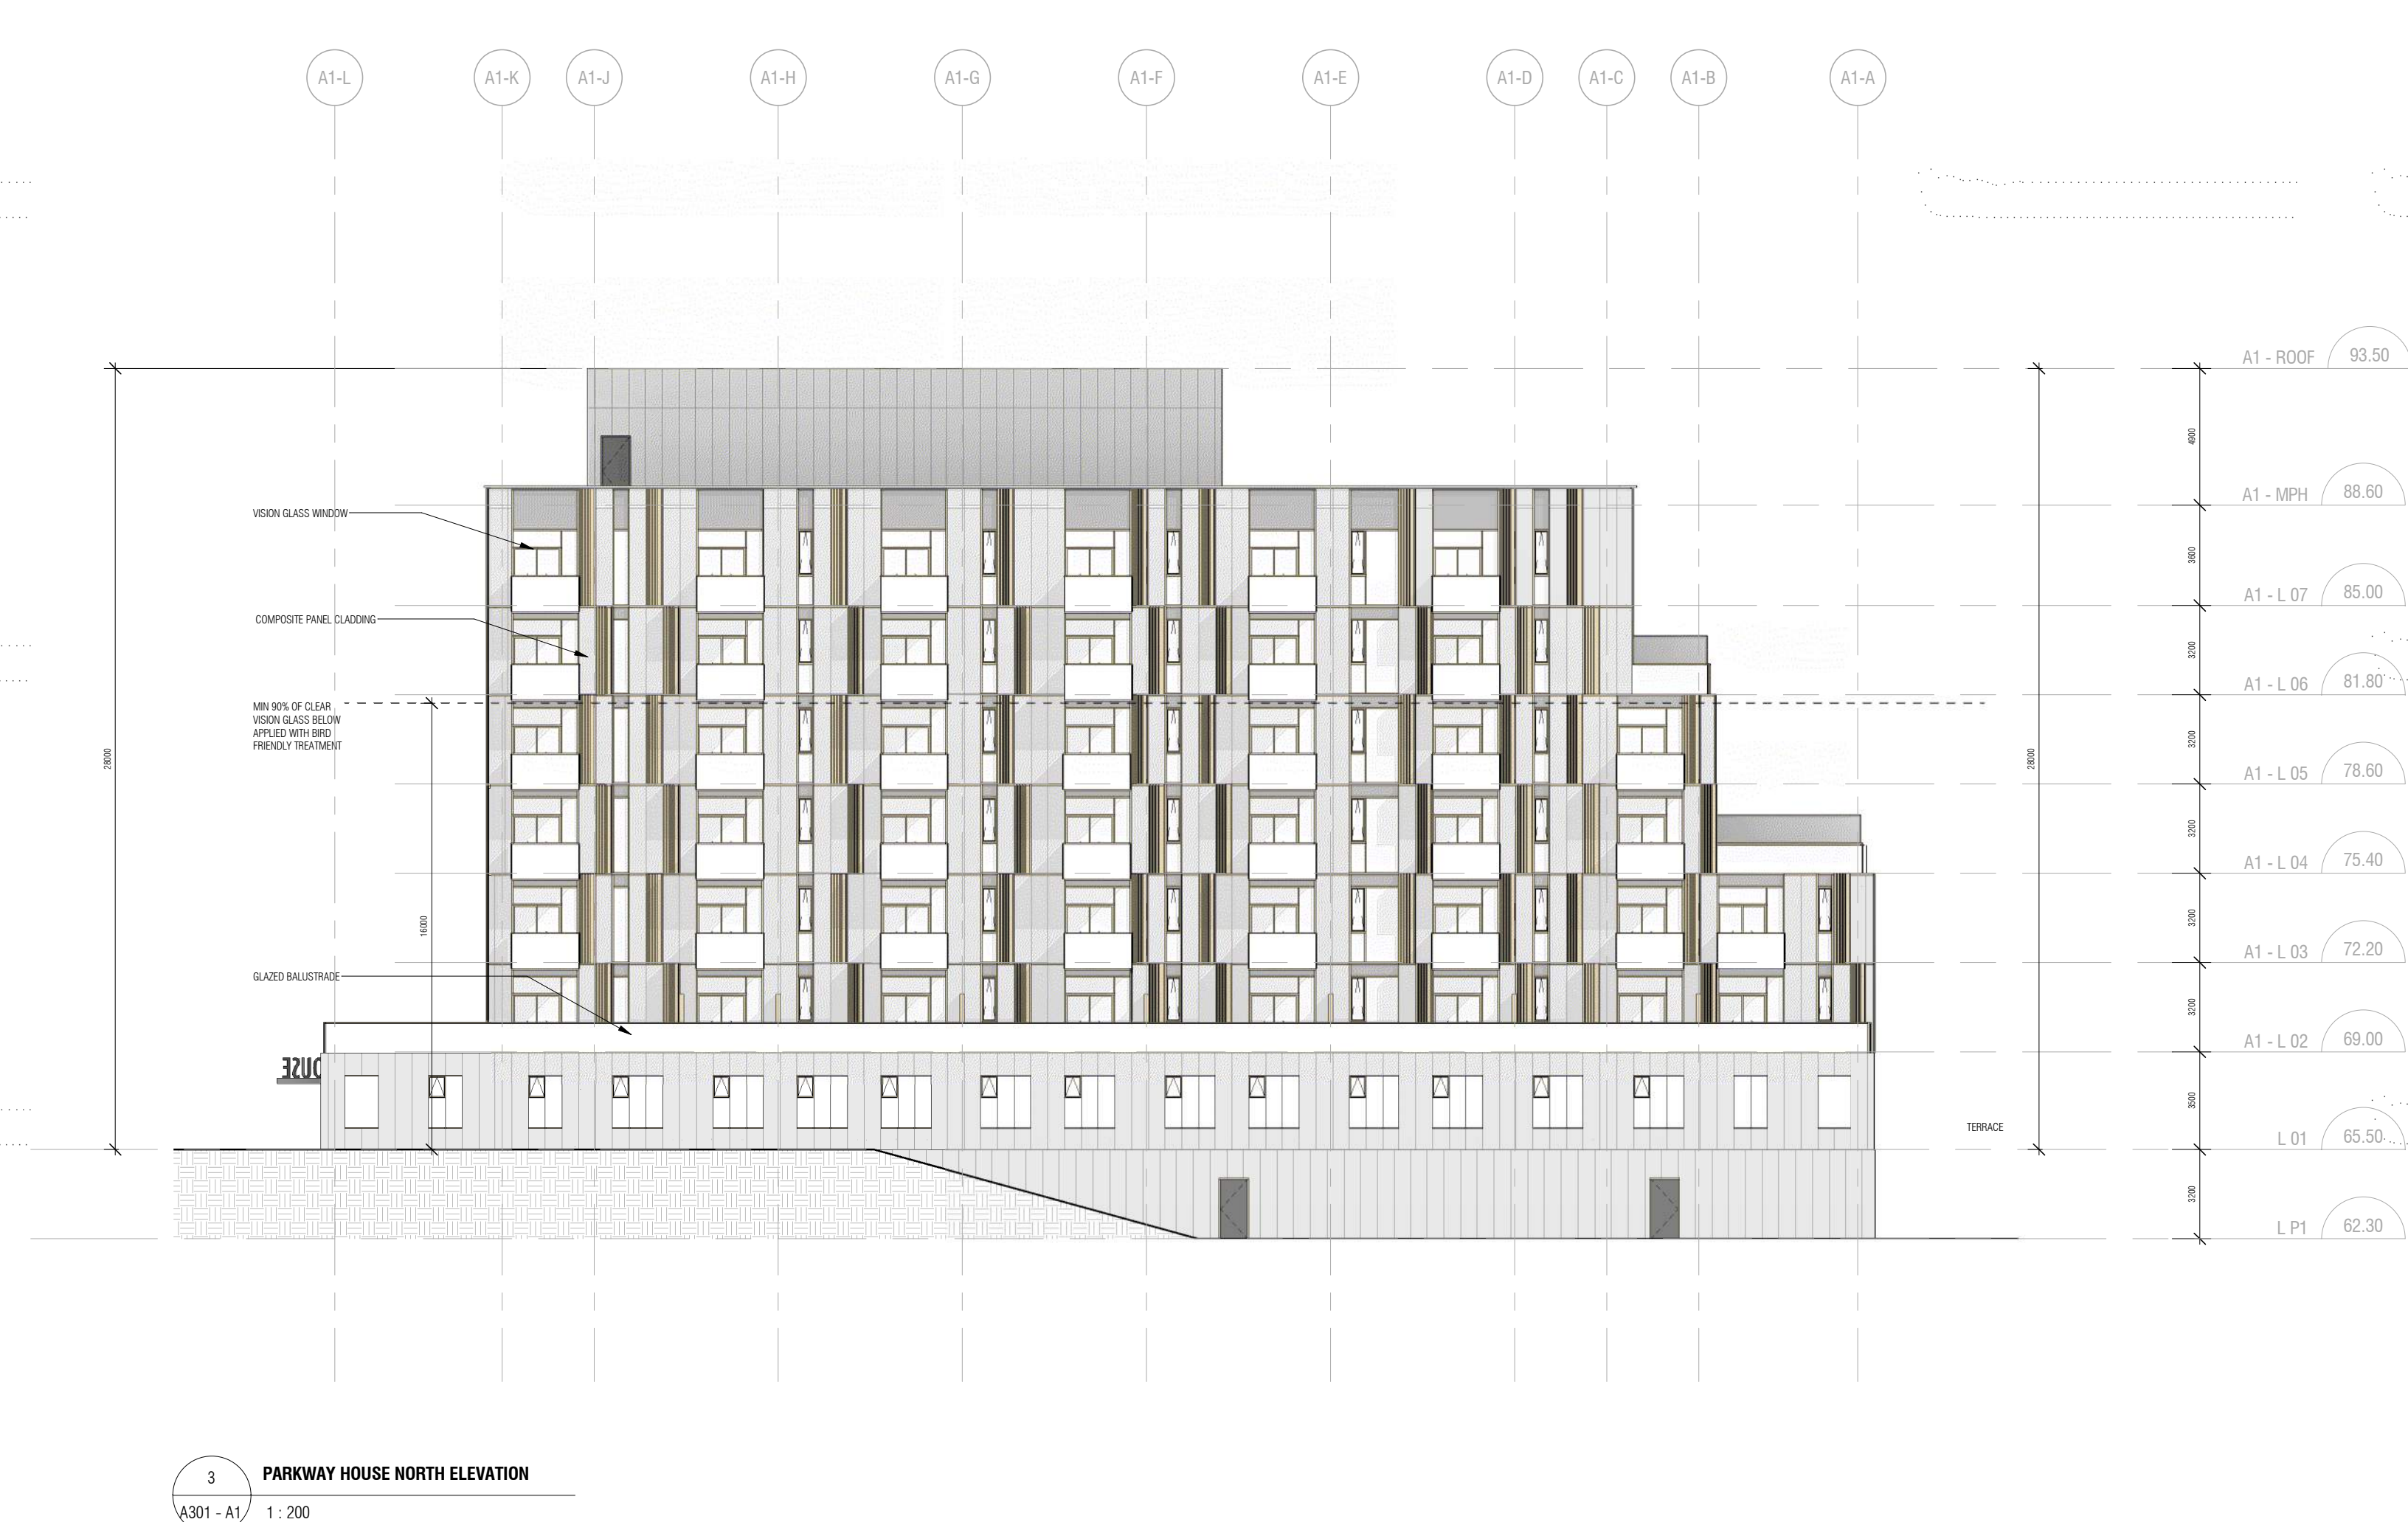 A1-L
A1-K
A1-J
A1-H
A1-G
A1-F
A1-E
A1-D
A1-C
A1-B
A1-A
A1 - ROOF 93.50
4900
A1 - MPH 88.60
VISION GLASS WINDOW
3600
A1 - L 07 85.00
COMPOSITE PANEL CLADDING
3200
A1 - L 06 81.80
MIN 90% OF CLEAR
VISION GLASS BELOW
APPLIED WITH BIRD
FRIENDLY TREATMENT
28000
28000
3200
A1 - L 05 78.60
3200
A1 - L 04 75.40
16000
3200
A1 - L 03 72.20
GLAZED BALUSTRADE
3200
A1 - L 02 69.00
OUSE
3500
TERRACE
L 01 65.50
3200
L P1 62.30
3
PARKWAY HOUSE NORTH ELEVATION
A301 - A1
1 : 200